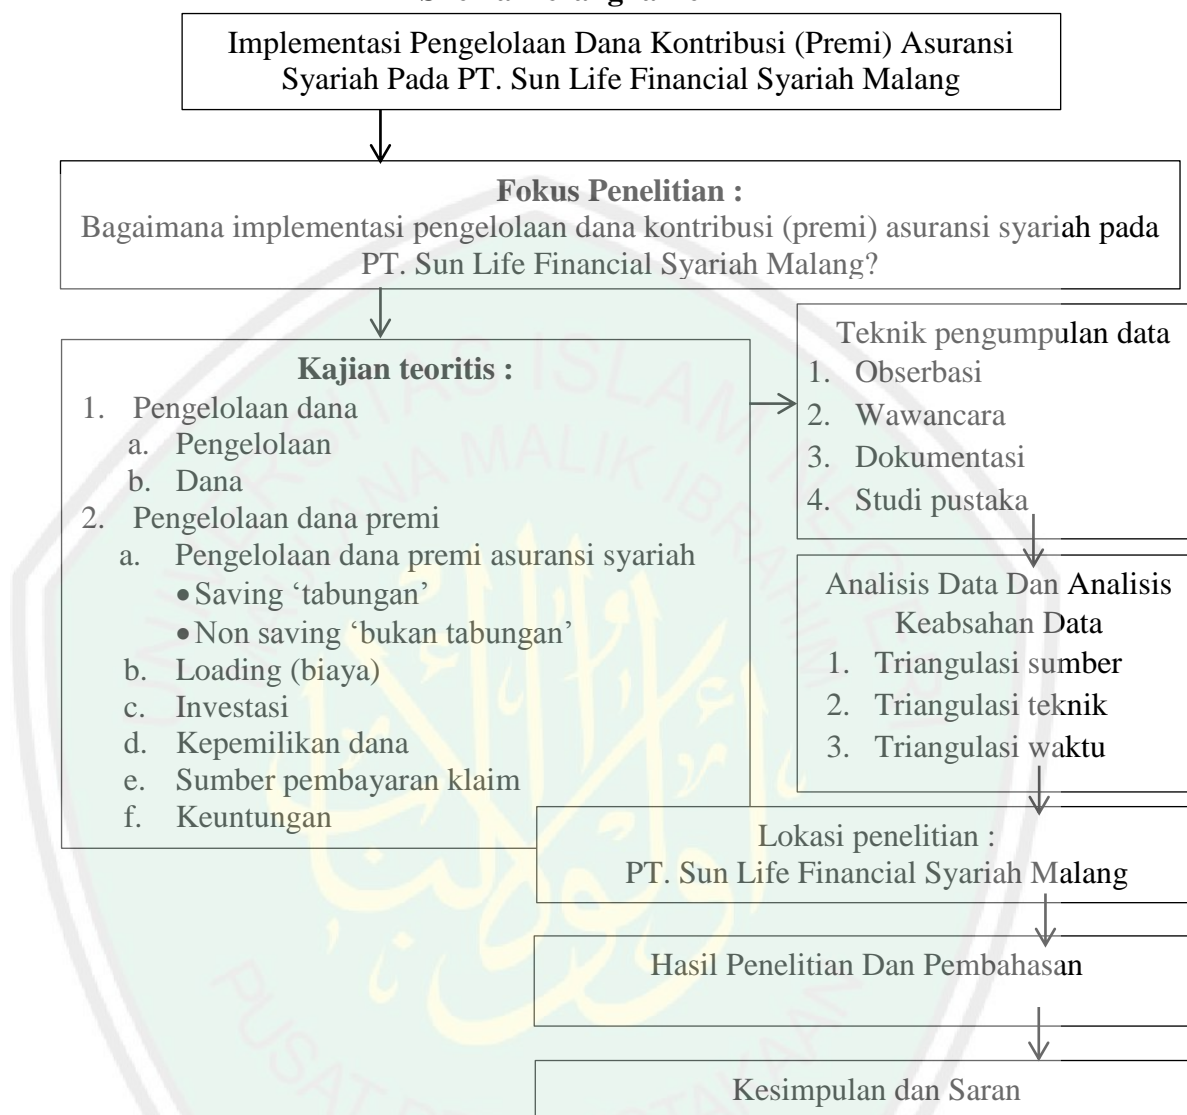 Implementasi Pengelolaan Dana Kontribusi (Premi) Asuransi
Syariah Pada PT. Sun Life Financial Syariah Malang
Fokus Penelitian :
Bagaimana implementasi pengelolaan dana kontribusi (premi) asuransi syariah pada
PT. Sun Life Financial Syariah Malang?
Kajian teoritis :
1. Pengelolaan dana
a. Pengelolaan
b. Dana
2. Pengelolaan dana premi
a. Pengelolaan dana premi asuransi syariah
• Saving ‘tabungan’
• Non saving ‘bukan tabungan’
b. Loading (biaya)
c. Investasi
d. Kepemilikan dana
e. Sumber pembayaran klaim
f. Keuntungan
Teknik pengumpulan data
1. Obserbasi
2. Wawancara
3. Dokumentasi
4. Studi pustaka
Analisis Data Dan Analisis
Keabsahan Data
1. Triangulasi sumber
2. Triangulasi teknik
3. Triangulasi waktu
Lokasi penelitian :
PT. Sun Life Financial Syariah Malang
Hasil Penelitian Dan Pembahasan
Kesimpulan dan Saran